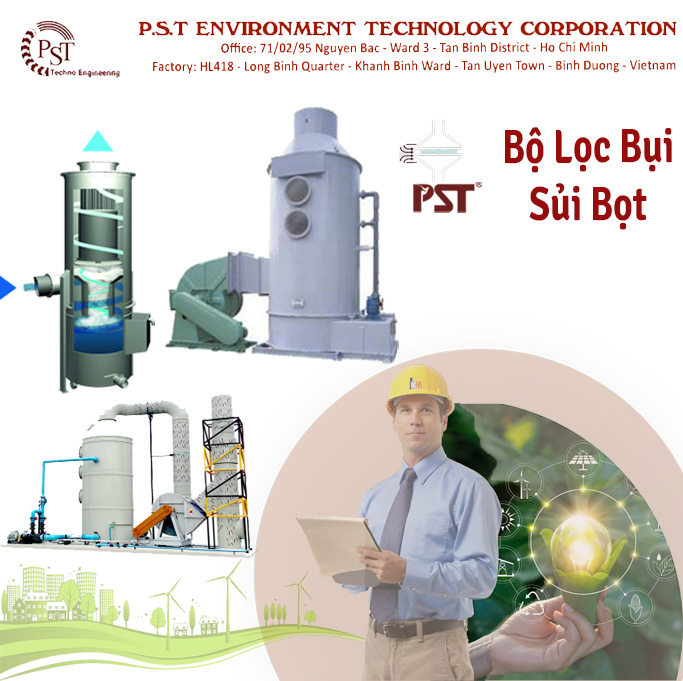 P.S.T ENVIRONMENT TECHNOLOGY CORPORATION
Office: 71/02/95 Nguyen Bac - Ward 3 - Tan Binh District - Ho Chi Minh
Factory: HL418 - Long Binh Quarter - Khanh Binh Ward - Tan Uyen Town - Binh Duong - Vietnam
PST
Techno Engineering
PST®
Bộ Lọc Bụi
Sủi Bọt